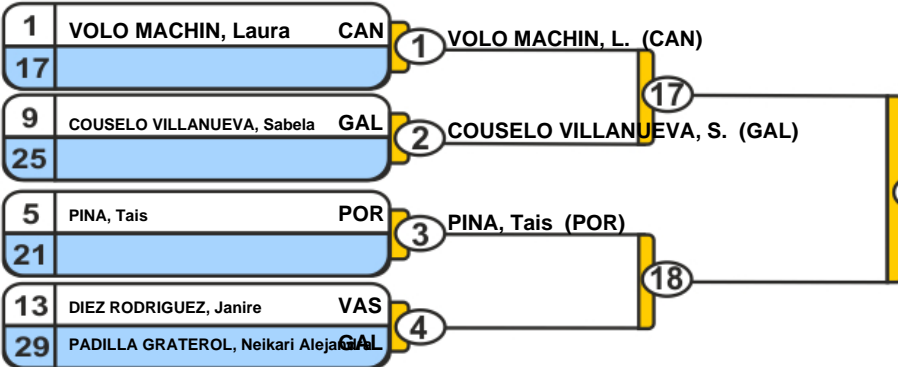 1 VOLO MACHIN, Laura CAN
17
1 VOLO MACHIN, L. (CAN)
17
9 COUSELO VILLANUEVA, Sabela GAL
25
2 COUSELO VILLANUEVA, S. (GAL)
5 PINA, Tais POR
21
3 PINA, Tais (POR)
18
13 DIEZ RODRIGUEZ, Janire VAS
29 PADILLA GRATEROL, Neikari Alejandra GAL
4